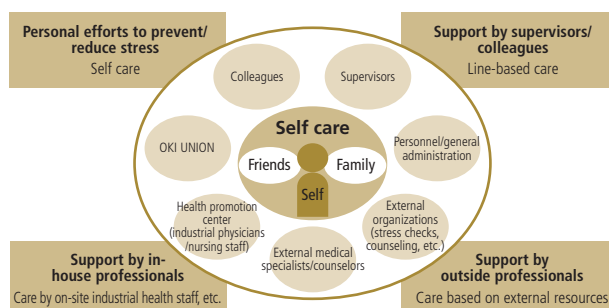 Personal efforts to prevent/
reduce stress
Self care
Support by supervisors/
colleagues
Line-based care
Colleagues
Supervisors
OKI UNION
Self care
Friends
Family
Self
Personnel/general
administration
Health promotion
center
(industrial physicians
/nursing staff)
External medical
specialists/counselors
External
organizations
(stress checks,
counseling, etc.)
Support by in-
house professionals
Care by on-site industrial health staff, etc.
Support by
outside professionals
Care based on external resources